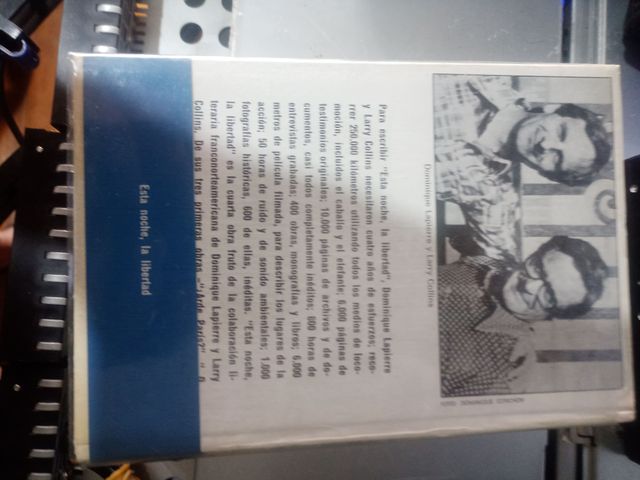 Dominique Lapierre y Larry Collins
Para escribir "Esta noche, la libertad", Dominique Lapierre
y Larry Collins necesitaron cuatro años de esfuerzos; reco-
rrer 250.000 kilómetros utilizando todos los medios de loco-
moción, incluidos el caballo y el elefante; 6.000 páginas de
testimonios originales; 10.000 páginas de archivos y de do-
cumentos, casi todos completamente inéditos; 800 horas de
entrevistas grabadas; 400 obras, monografías y libros; 6.000
metros de película filmada, para describir los lugares de la
acción; 50 horas de ruido y de sonido ambientales; 1.000
fotografías históricas, 600 de ellas, inéditas. "Esta noche,
la libertad" es la cuarta obra fruto de la colaboración li-
teraria franconorteamericana de Dominique Lapierre y Larry
Collins. De sus tres primeras obras
Esta noche, la libertad